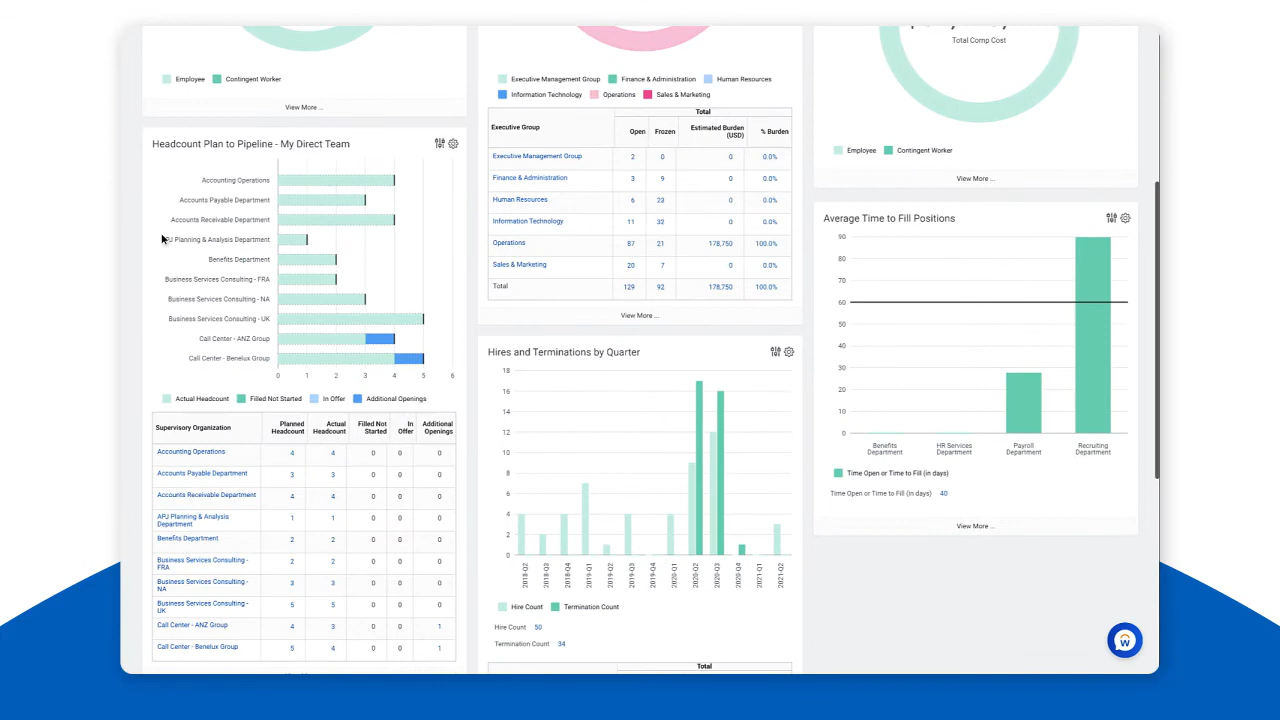 Employee Contingent Worker
View More ...
Headcount Plan to Pipeline - My Direct Team
Accounting Operations
Accounts Payable Department
Accounts Receivable Department
Planning & Analysis Department
Benefits Department
Business Services Consulting - FRA
Business Services Consulting - NA
Business Services Consulting - UK
Call Center - ANZ Group
Call Center - Benelux Group
0 1 2 3 4 5 6
Actual Headcount Filled Not Started In Offer Additional Openings
Supervisory Organization Planned Headcount Actual Headcount Filled Not Started In Offer Additional Openings
Accounting Operations 4 4 0 0 0
Accounts Payable Department 3 3 0 0 0
Accounts Receivable Department 4 4 0 0 0
APJ Planning & Analysis Department 1 1 0 0 0
Benefits Department 2 2 0 0 0
Business Services Consulting - FRA 2 2 0 0 0
Business Services Consulting - NA 3 3 0 0 0
Business Services Consulting - UK 5 5 0 0 0
Call Center - ANZ Group 4 3 0 0 1
Call Center - Benelux Group 5 4 0 0 1
Executive Management Group Finance & Administration Human Resources
Information Technology Operations Sales & Marketing
Total
Executive Group Open Frozen Estimated Burden (USD) % Burden
Executive Management Group 2 0 0 0.0%
Finance & Administration 3 9 0 0.0%
Human Resources 6 23 0 0.0%
Information Technology 11 32 0 0.0%
Operations 87 21 178,750 100.0%
Sales & Marketing 20 7 0 0.0%
Total 129 92 178,750 100.0%
View More ...
Hires and Terminations by Quarter
18
16
14
12
10
8
6
4
2
0
2018-Q2 2018-Q3 2018-Q4 2019-Q1 2019-Q2 2019-Q3 2019-Q4 2020-Q1 2020-Q2 2020-Q3 2020-Q4 2021-Q1 2021-Q2
Hire Count Termination Count
Hire Count 50
Termination Count 34
Total
Total Comp Cost
Employee Contingent Worker
View More ...
Average Time to Fill Positions
90
80
70
60
50
40
30
20
10
0
Benefits Department HR Services Department Payroll Department Recruiting Department
Time Open or Time to Fill (in days)
Time Open or Time to Fill (in days) 40
View More ...
W